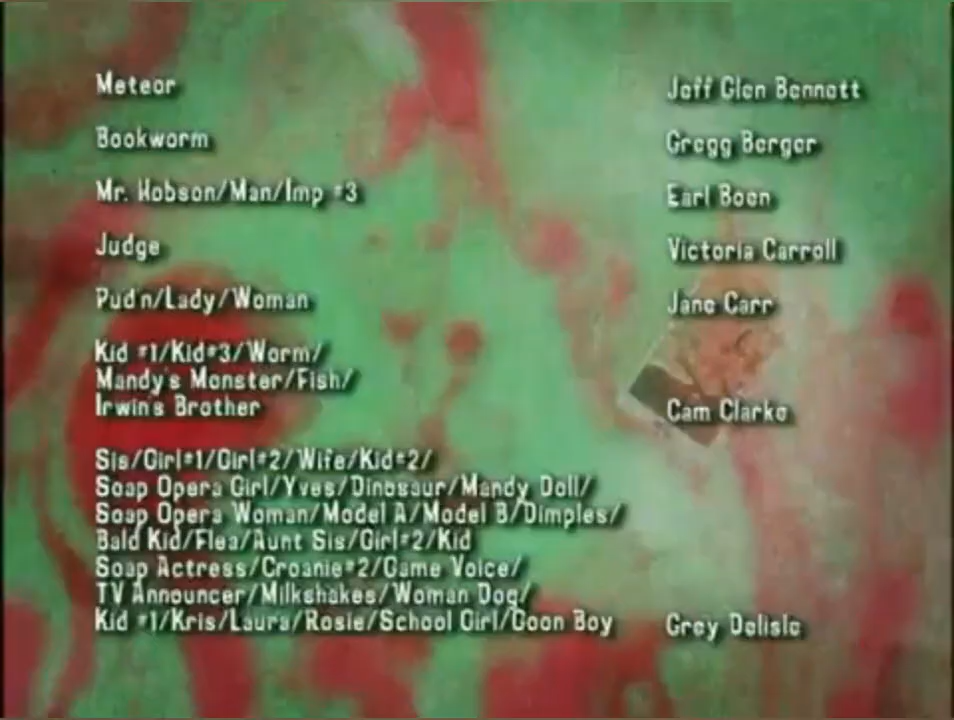 Meteor Jeff Glen Bennett
Bookworm Gregg Berger
Mr. Hobson/Man/Imp #3 Earl Boen
Judge Victoria Carroll
Pud'n/Lady/Woman Jane Carr
Kid #1/Kid#3/Worm/
Mandy's Monster/Fish/
Irwin's Brother Cam Clarke
Sis/Girl#1/Girl#2/Wife/Kid#2/
Soap Opera Girl/Yves/Dinosaur/Mandy Doll/
Soap Opera Woman/Model A/Model B/Dimples/
Bald Kid/Flea/Aunt Sis/Girl#2/Kid
Soap Actress/Croanie#2/Game Voice/
TV Announcer/Milkshakes/Woman Dog/
Kid #1/Kris/Laura/Rosie/School Girl/Goon Boy Grey Delisle